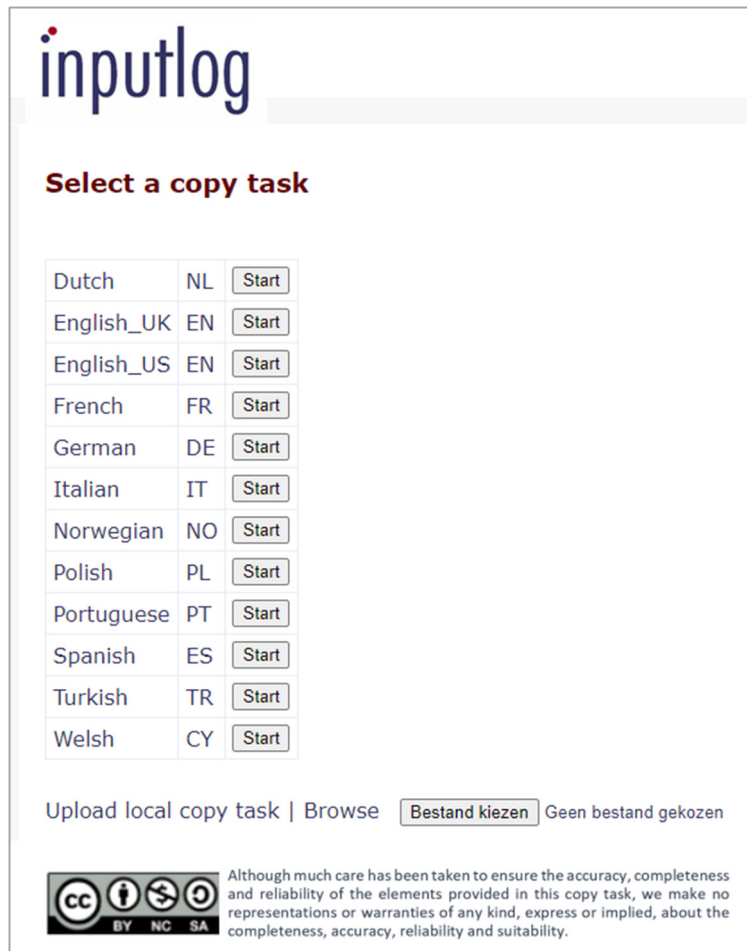 inputlog
Select a copy task
Dutch NL Start
English_UK EN Start
English_US EN Start
French FR Start
German DE Start
Italian IT Start
Norwegian NO Start
Polish PL Start
Portuguese PT Start
Spanish ES Start
Turkish TR Start
Welsh CY Start
Upload local copy task | Browse Bestand kiezen Geen bestand gekozen
cc BY NC SA
Although much care has been taken to ensure the accuracy, completeness
and reliability of the elements provided in this copy task, we make no
representations or warranties of any kind, express or implied, about the
completeness, accuracy, reliability and suitability.